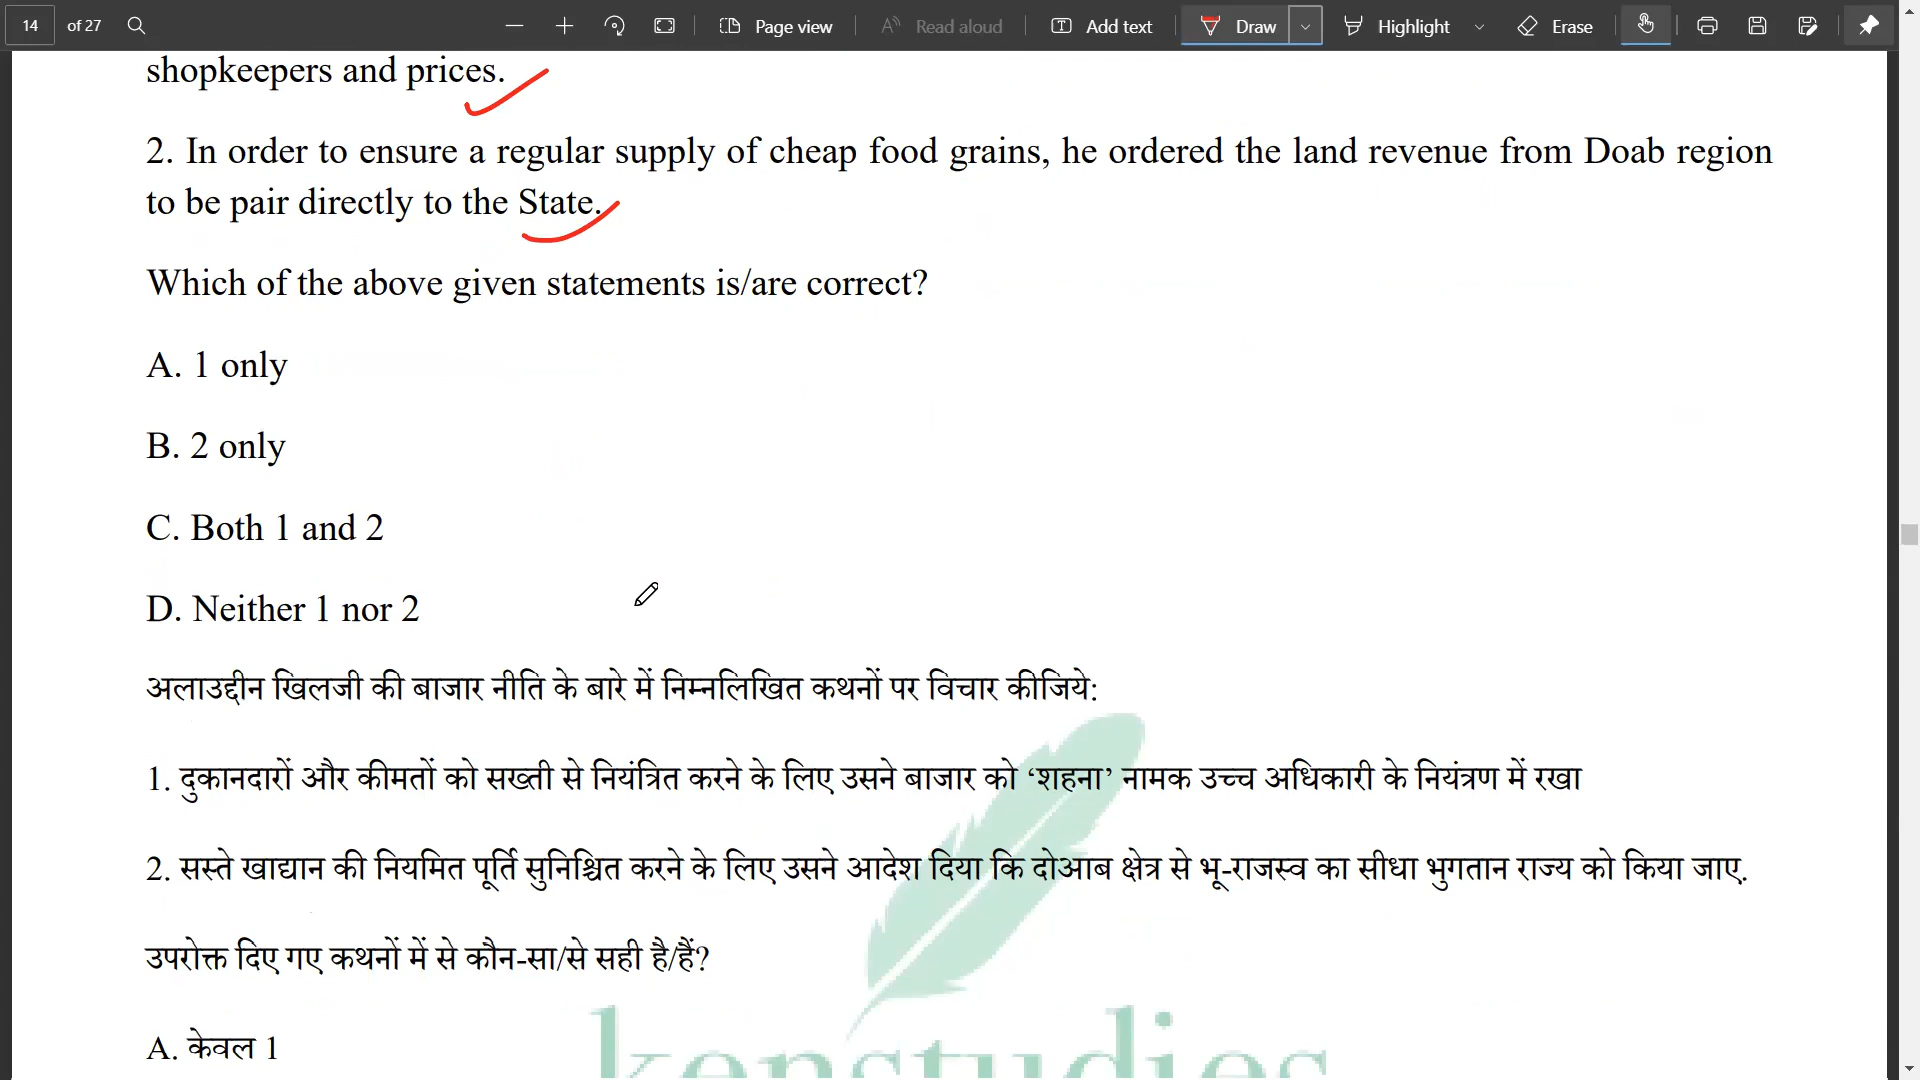 14 of 27 Page view Read aloud Add text Draw Highlight Erase
shopkeepers and prices.
2. In order to ensure a regular supply of cheap food grains, he ordered the land revenue from Doab region
to be pair directly to the State.
Which of the above given statements is/are correct?
A. 1 only
B. 2 only
C. Both 1 and 2
D. Neither 1 nor 2
अलाउद्दीन खिलजी की बाजार नीति के बारे में निम्नलिखित कथनों पर विचार कीजिये:
1. दुकानदारों और कीमतों को सख्ती से नियंत्रित करने के लिए उसने बाजार को ‘शहना’ नामक उच्च अधिकारी के नियंत्रण में रखा
2. सस्ते खाद्यान की नियमित पूर्ति सुनिश्चित करने के लिए उसने आदेश दिया कि दोआब क्षेत्र से भू-राजस्व का सीधा भुगतान राज्य को किया जाए.
उपरोक्त दिए गए कथनों में से कौन-सा/से सही है/हैं?
A. केवल 1
kenstudies